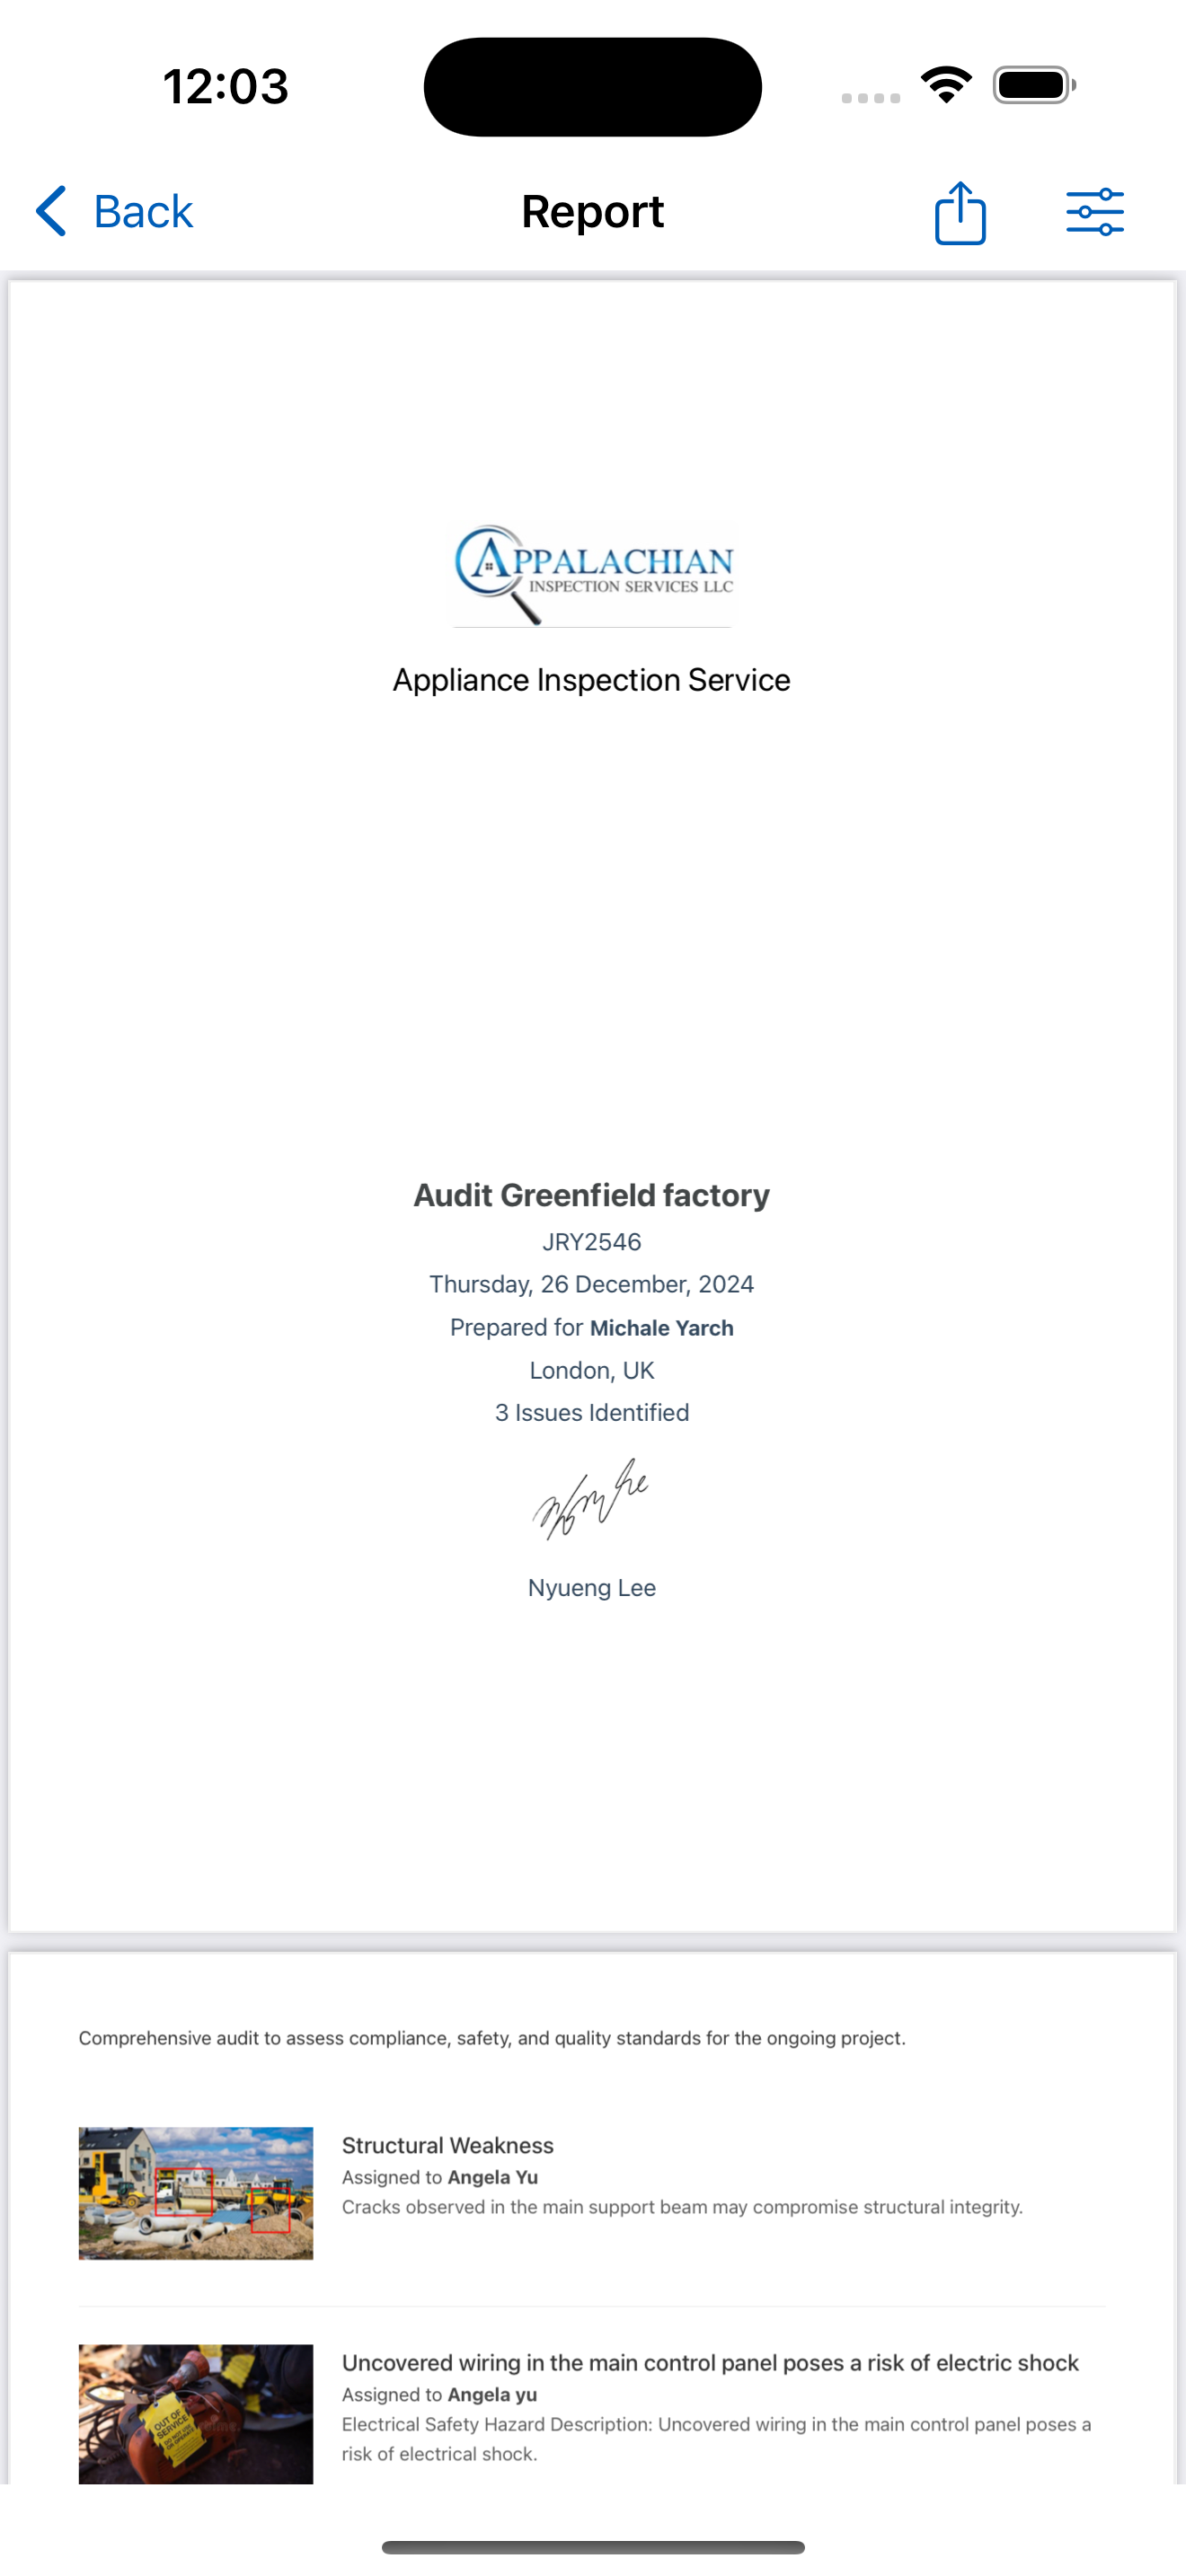 12:03
Back
Report
APPALACHIAN
INSPECTION SERVICES LLC
Appliance Inspection Service
Audit Greenfield factory
JRY2546
Thursday, 26 December, 2024
Prepared for Michale Yarch
London, UK
3 Issues Identified
Nyueng Lee
Comprehensive audit to assess compliance, safety, and quality standards for the ongoing project.
Structural Weakness
Assigned to Angela Yu
Cracks observed in the main support beam may compromise structural integrity.
Uncovered wiring in the main control panel poses a risk of electric shock
Assigned to Angela yu
Electrical Safety Hazard Description: Uncovered wiring in the main control panel poses a
risk of electrical shock.
OUT OF
SERVICE